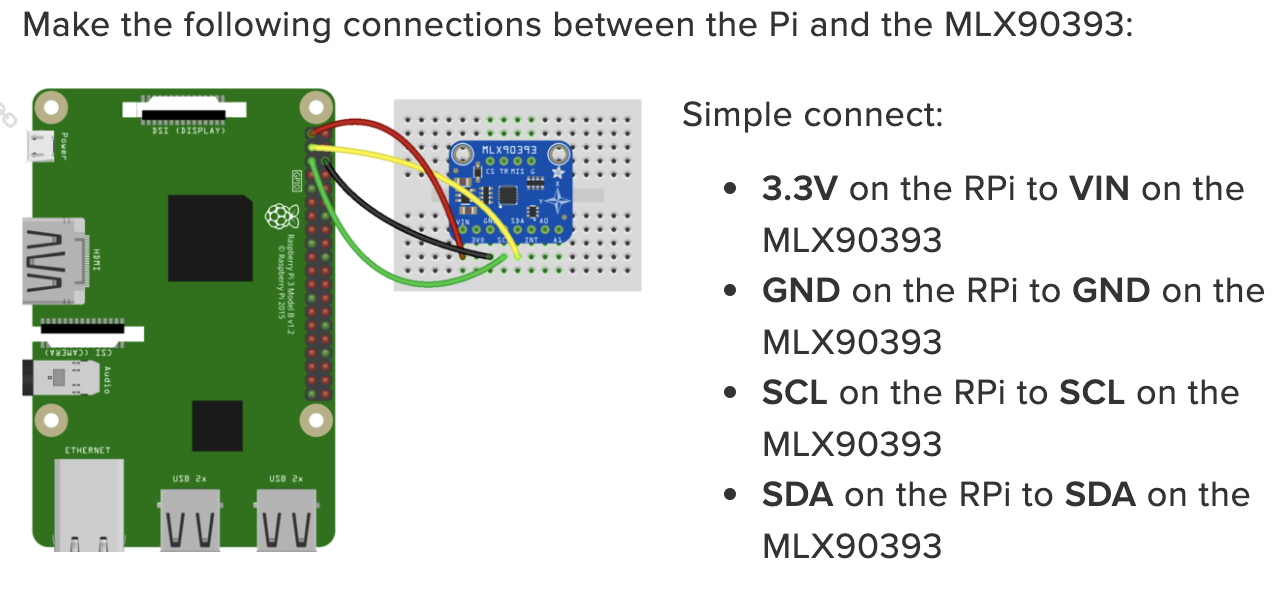 Make the following connections between the Pi and the MLX90393:
DSI (DISPLAY)
Power
GPIO
HDMI
Raspberry Pi 3 Model B v1.2
© Raspberry Pi 2015
CSI (CAMERA)
Audio
ETHERNET
USB 2x
USB 2x
MLX90393
CS TR MIS G
X
Y
VIN GND SDA A0
3V0 SC INT A1
Simple connect:
• 3.3V on the RPi to VIN on the
MLX90393
• GND on the RPi to GND on the
MLX90393
• SCL on the RPi to SCL on the
MLX90393
• SDA on the RPi to SDA on the
MLX90393